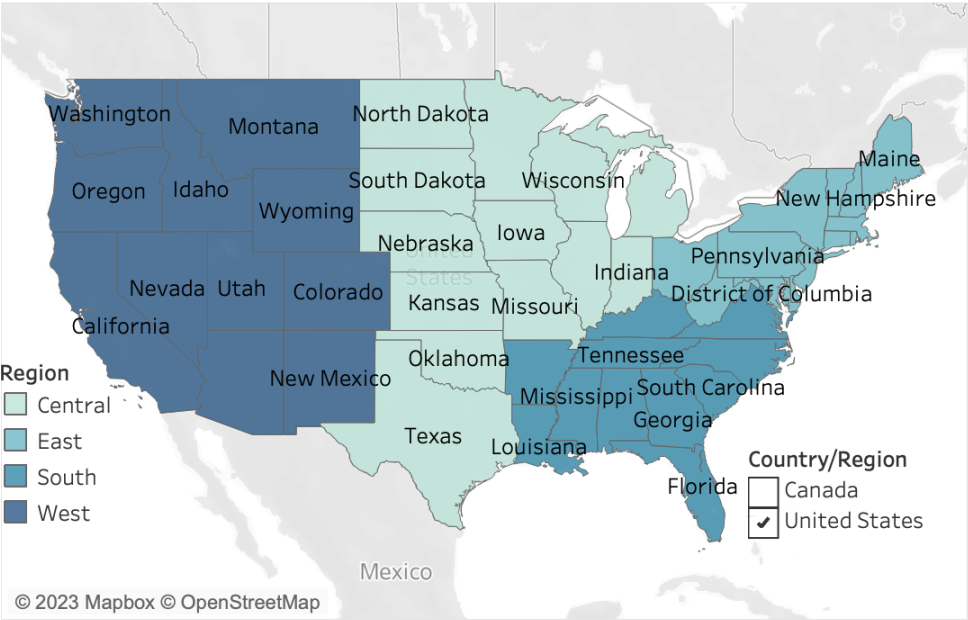 Washington
Montana
North Dakota
Maine
Oregon
Idaho
South Dakota
Wisconsin
New Hampshire
Wyoming
Iowa
Nebraska
United
States
Pennsylvania
Indiana
Nevada
Utah
Colorado
Kansas
Missouri
District of Columbia
California
Oklahoma
Tennessee
New Mexico
Mississippi
South Carolina
Georgia
Texas
Louisiana
Florida
Region
Central
East
South
West
Country/Region
Canada
United States
Mexico
© 2023 Mapbox © OpenStreetMap